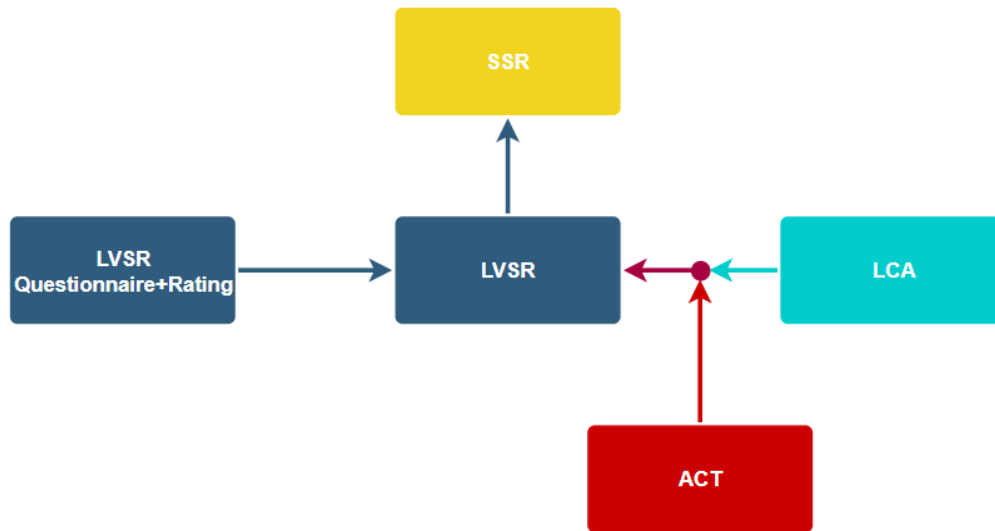 SSR
LVSR
Questionnaire+Rating
LVSR
LCA
ACT